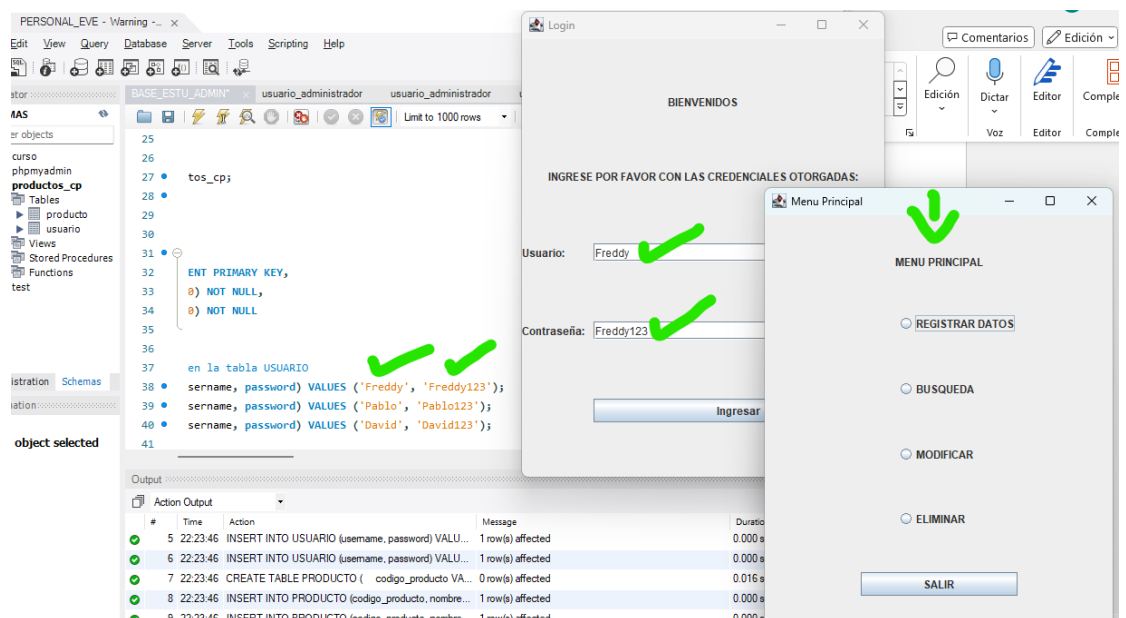 PERSONAL_EVE - Warning -...
Edit View Query Database Server Tools Scripting Help
BASE_ESTU_ADMIN* usuario_administrador usuario_administrador
MAS
er objects
curso
phpmyadmin
productos_cp
Tables
producto
usuario
Views
Stored Procedures
Functions
test
istration Schemas
object selected
Limit to 1000 rows
25
26
27 tos_cp;
28
29
30
31
32 ENT PRIMARY KEY,
33 0) NOT NULL,
34 0) NOT NULL
35
36
37 en la tabla USUARIO
38 sername, password) VALUES ('Freddy', 'Freddy123');
39 sername, password) VALUES ('Pablo', 'Pablo123');
40 sername, password) VALUES ('David', 'David123');
41
Output
Action Output
# Time Action Message Duratio
5 22:23:46 INSERT INTO USUARIO (username, password) VALU... 1 row(s) affected 0.000 s
6 22:23:46 INSERT INTO USUARIO (username, password) VALU... 1 row(s) affected 0.000 s
7 22:23:46 CREATE TABLE PRODUCTO ( codigo_producto VA... 0 row(s) affected 0.016 s
8 22:23:46 INSERT INTO PRODUCTO (codigo_producto, nombre... 1 row(s) affected 0.000 s
Login
BIENVENIDOS
INGRESE POR FAVOR CON LAS CREDENCIALES OTORGADAS:
Usuario: Freddy
Contraseña: Freddy123
Ingresar
Menu Principal
MENU PRINCIPAL
REGISTRAR DATOS
BUSQUEDA
MODIFICAR
ELIMINAR
SALIR
Comentarios Edición
Edición Dictar Editor Comple
Voz Editor Comple